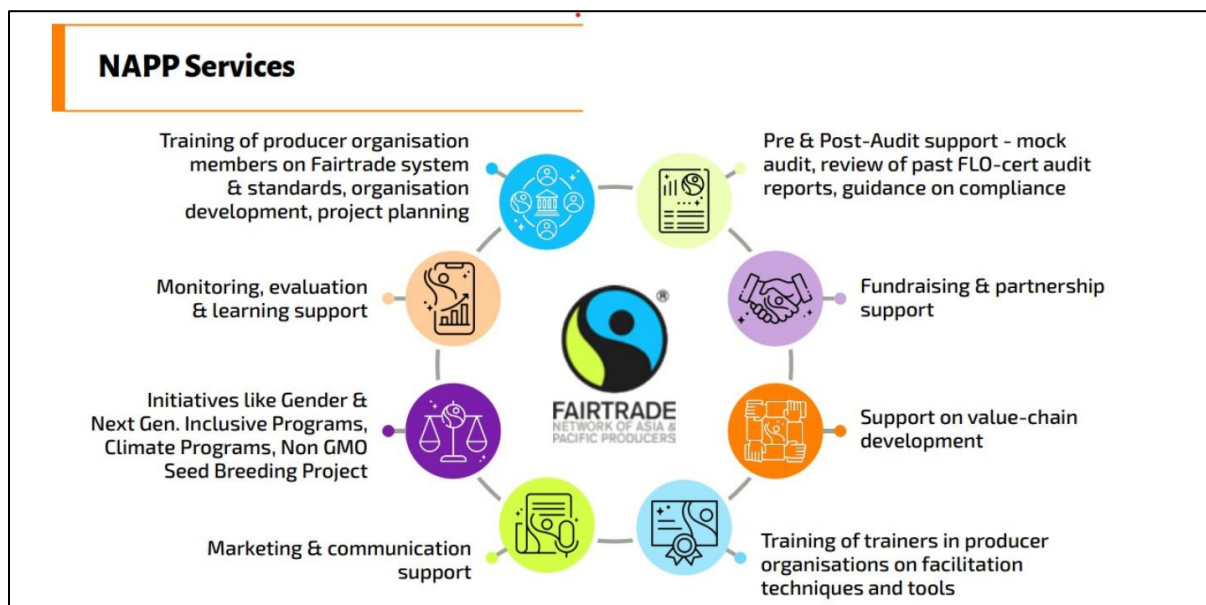 NAPP Services
Training of producer organisation
members on Fairtrade system
& standards, organisation
development, project planning
Pre & Post-Audit support - mock
audit, review of past FLO-cert audit
reports, guidance on compliance
Monitoring, evaluation
& learning support
Fundraising & partnership
support
®
FAIRTRADE
NETWORK OF ASIA &
PACIFIC PRODUCERS
Initiatives like Gender &
Next Gen. Inclusive Programs,
Climate Programs, Non GMO
Seed Breeding Project
Support on value-chain
development
Marketing & communication
support
Training of trainers in producer
organisations on facilitation
techniques and tools